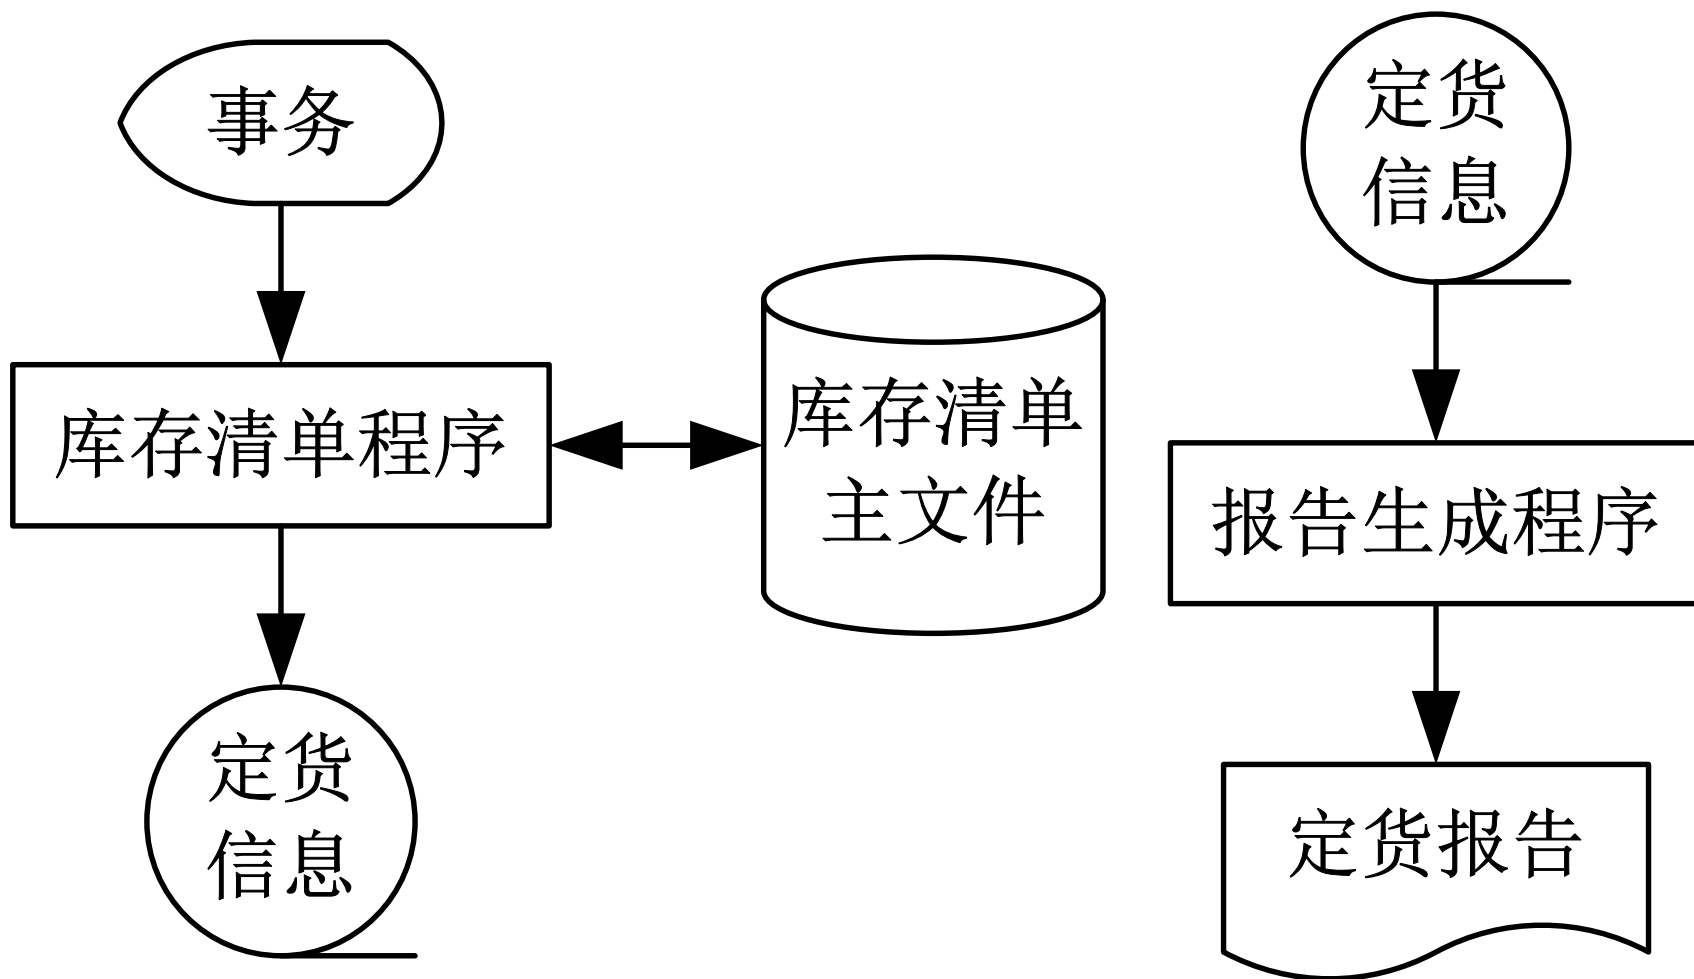 事务
库存清单程序
定货
信息
库存清单
主文件
定货
信息
报告生成程序
定货报告